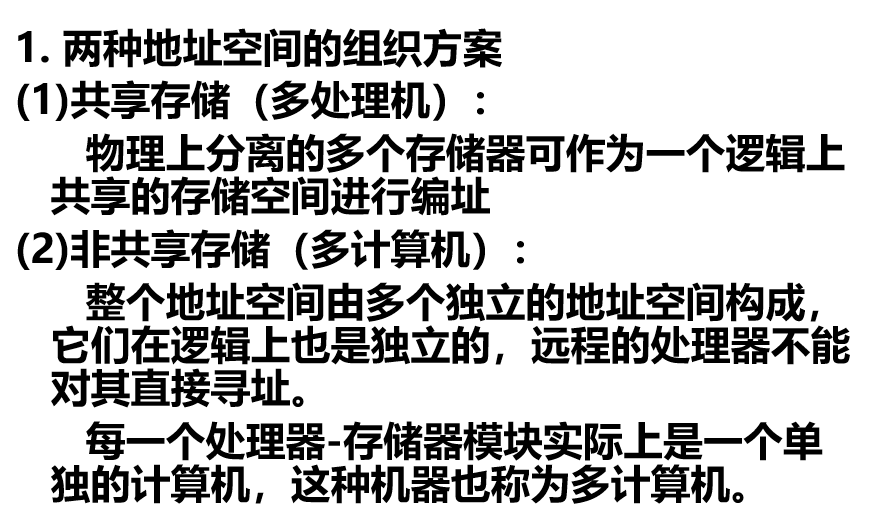 1. 两种地址空间的组织方案
(1)共享存储（多处理机）:
物理上分离的多个存储器可作为一个逻辑上
共享的存储空间进行编址
(2)非共享存储（多计算机）:
整个地址空间由多个独立的地址空间构成，
它们在逻辑上也是独立的，远程的处理器不能
对其直接寻址。
每一个处理器-存储器模块实际上是一个单
独的计算机，这种机器也称为多计算机。